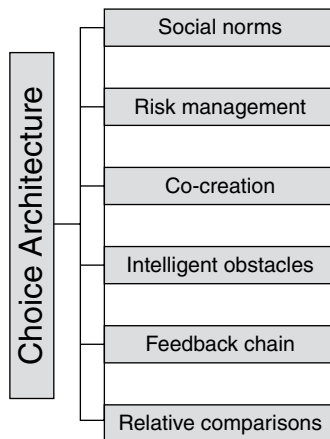 Choice Architecture
Social norms
Risk management
Co-creation
Intelligent obstacles
Feedback chain
Relative comparisons